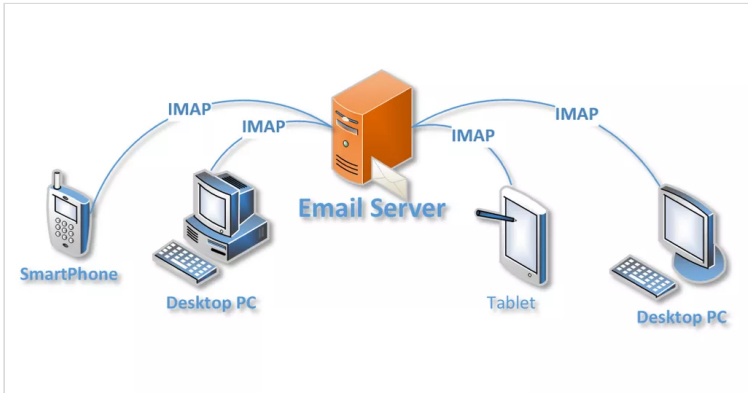 IMAP
IMAP
IMAP
IMAP
Email Server
SmartPhone
Desktop PC
Tablet
Desktop PC